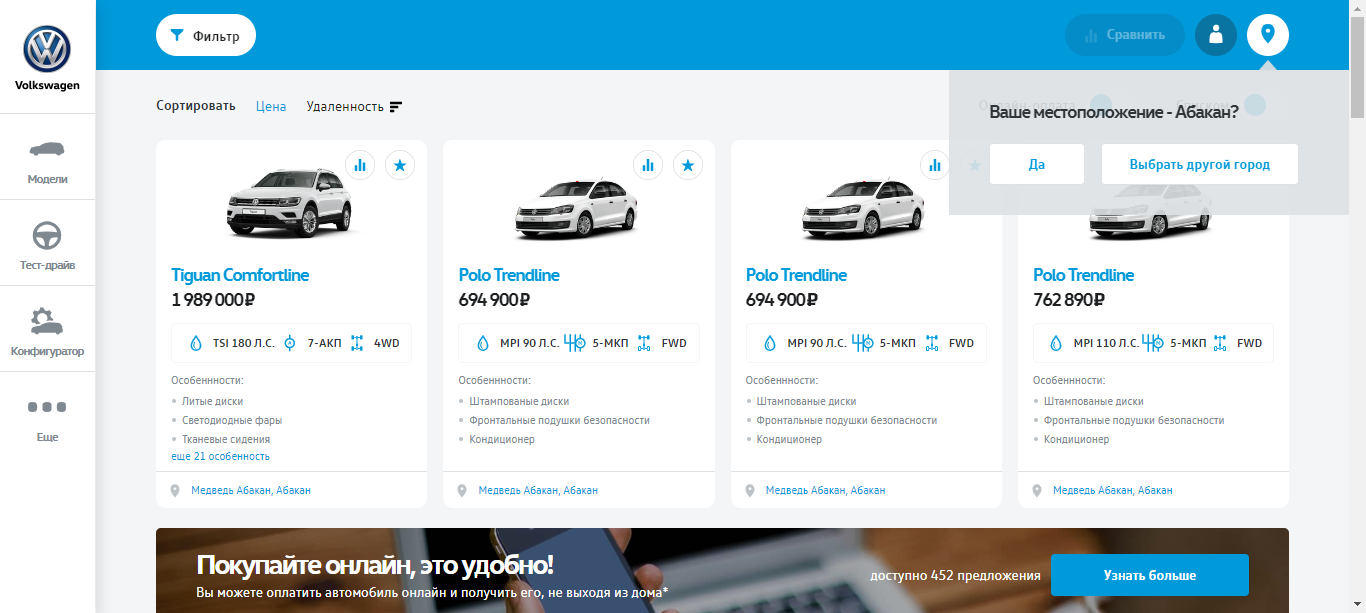 Volkswagen
Модели
Тест-драйв
Конфигуратор
Еще
Фильтр
Сравнить
Сортировать Цена Удаленность
Онлайн-оплата
Ваше местоположение - Абакан?
Да Выбрать другой город
Tiguan Comfortline
1 989 000 ₽
TSI 180 Л.С. 7-АКП 4WD
Особеннности:
Литые диски
Светодиодные фары
Тканевые сидения
еще 21 особенность
Медведь Абакан, Абакан
Polo Trendline
694 900 ₽
MPI 90 Л.С. 5-МКП FWD
Особеннности:
Штампованые диски
Фронтальные подушки безопасности
Кондиционер
Медведь Абакан, Абакан
Polo Trendline
694 900 ₽
MPI 90 Л.С. 5-МКП FWD
Особеннности:
Штампованые диски
Фронтальные подушки безопасности
Кондиционер
Медведь Абакан, Абакан
Polo Trendline
762 890 ₽
MPI 110 Л.С. 5-МКП FWD
Особеннности:
Штампованые диски
Фронтальные подушки безопасности
Кондиционер
Медведь Абакан, Абакан
Покупайте онлайн, это удобно!
Вы можете оплатить автомобиль онлайн и получить его, не выходя из дома*
доступно 452 предложения
Узнать больше